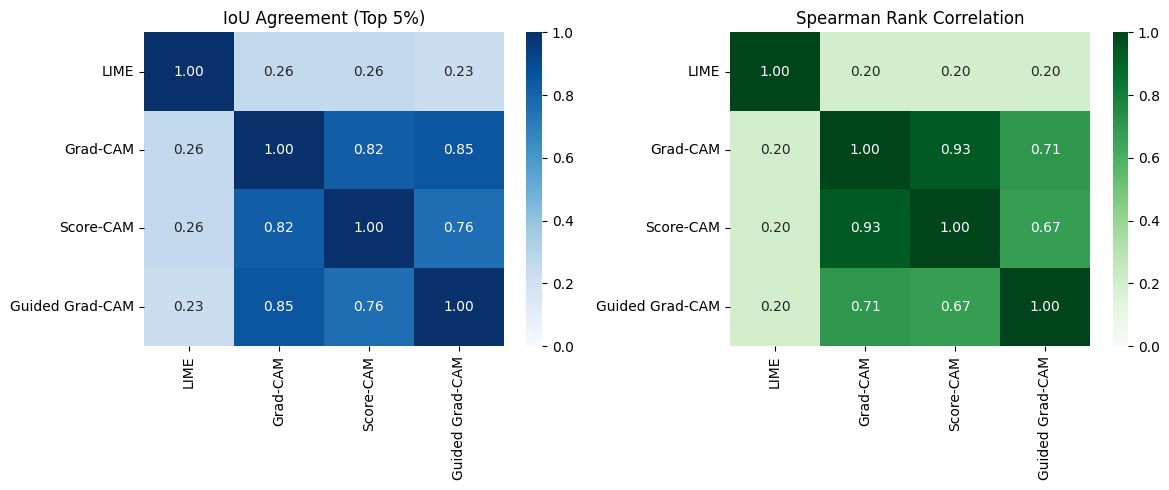 IoU Agreement (Top 5%)
LIME
1.00 0.26 0.26 0.23
Grad-CAM
0.26 1.00 0.82 0.85
Score-CAM
0.26 0.82 1.00 0.76
Guided Grad-CAM
0.23 0.85 0.76 1.00
LIME
Grad-CAM
Score-CAM
Guided Grad-CAM
1.0
0.8
0.6
0.4
0.2
0.0
Spearman Rank Correlation
LIME
1.00 0.20 0.20 0.20
Grad-CAM
0.20 1.00 0.93 0.71
Score-CAM
0.20 0.93 1.00 0.67
Guided Grad-CAM
0.20 0.71 0.67 1.00
LIME
Grad-CAM
Score-CAM
Guided Grad-CAM
1.0
0.8
0.6
0.4
0.2
0.0